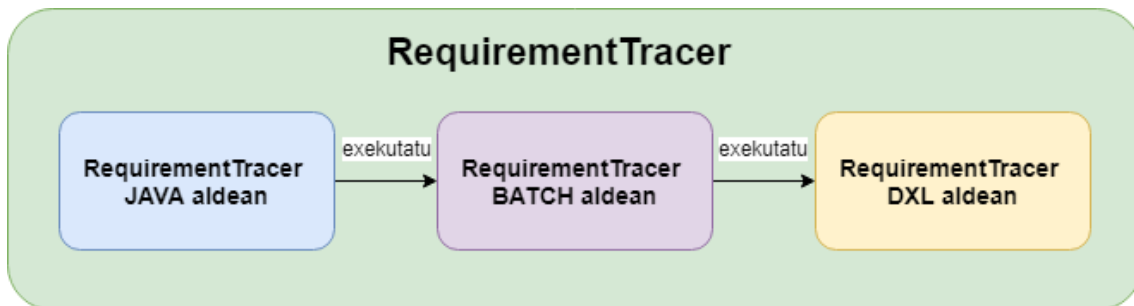 RequirementTracer
RequirementTracer
JAVA aldean
exekutatu
RequirementTracer
BATCH aldean
exekutatu
RequirementTracer
DXL aldean